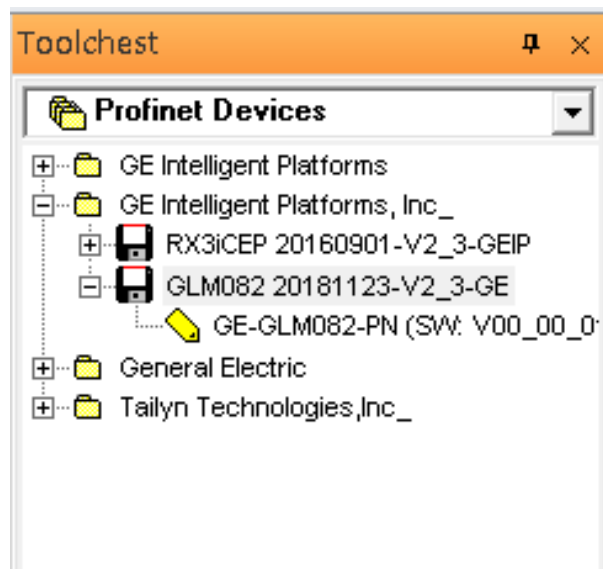 Toolchest
Profinet Devices
GE Intelligent Platforms
GE Intelligent Platforms, Inc_
RX3iCEP 20160901-V2_3-GEIP
GLM082 20181123-V2_3-GE
GE-GLM082-PN (SW: V00_00_0
General Electric
Tailyn Technologies,Inc_